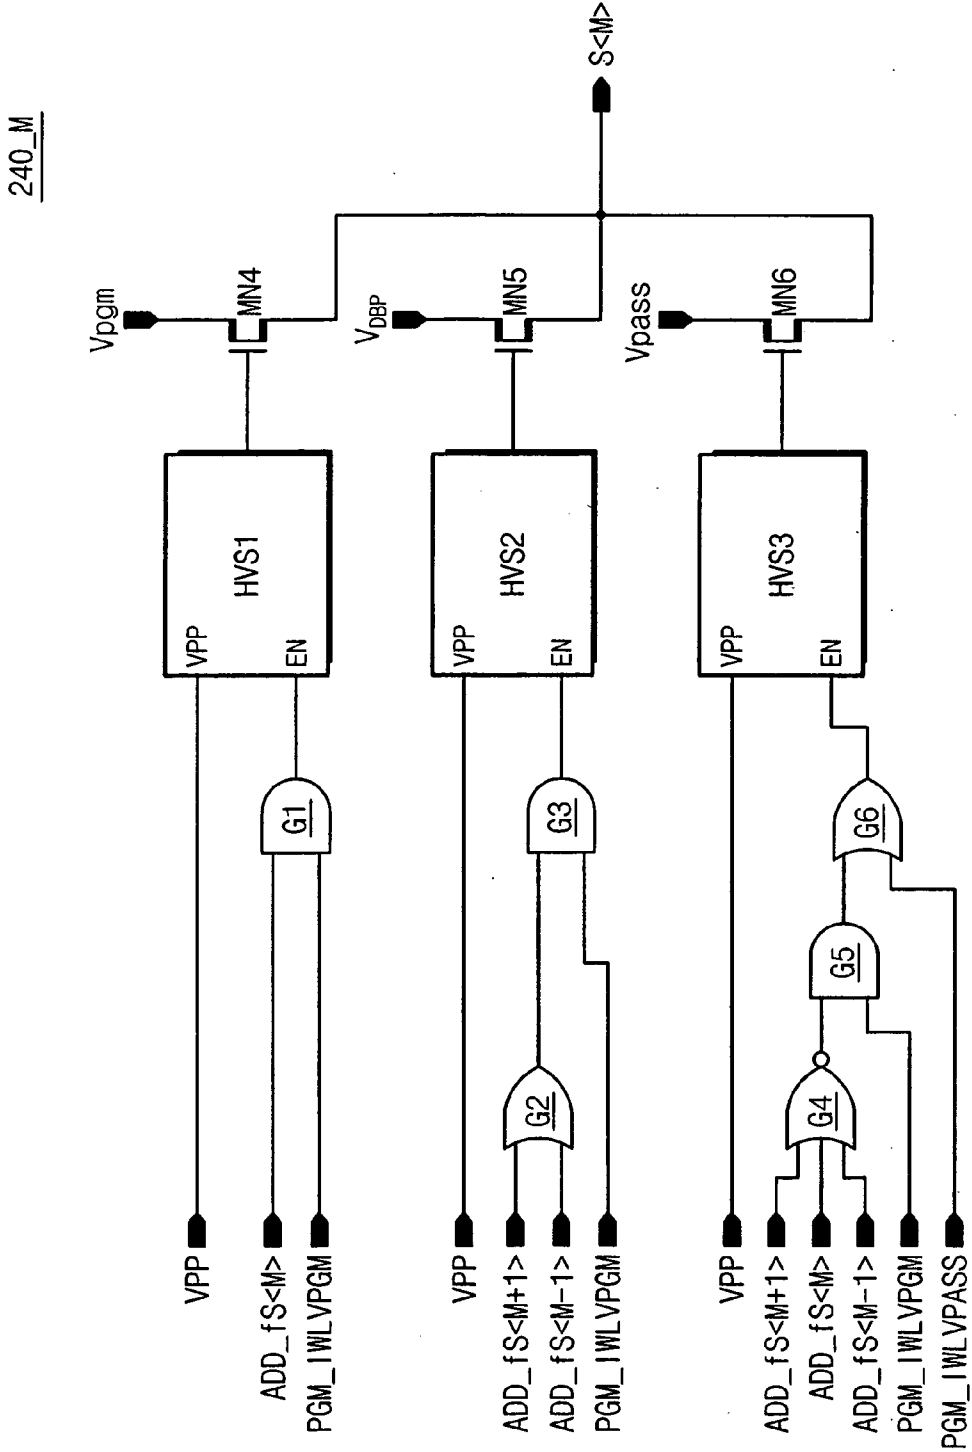 240_M
VPP
ADD_fS<M>
PGM_IWLVPGM
G1
VPP
EN
HVS1
Vpgm
MN4
VPP
ADD_fS<M+1>
ADD_fS<M-1>
PGM_IWLVPGM
G2
G3
VPP
EN
HVS2
VDBP
MN5
S<M>
VPP
ADD_fS<M+1>
ADD_fS<M>
ADD_fS<M-1>
PGM_IWLVPGM
PGM_IWLVPASS
G4
G5
G6
VPP
EN
HVS3
Vpass
MN6